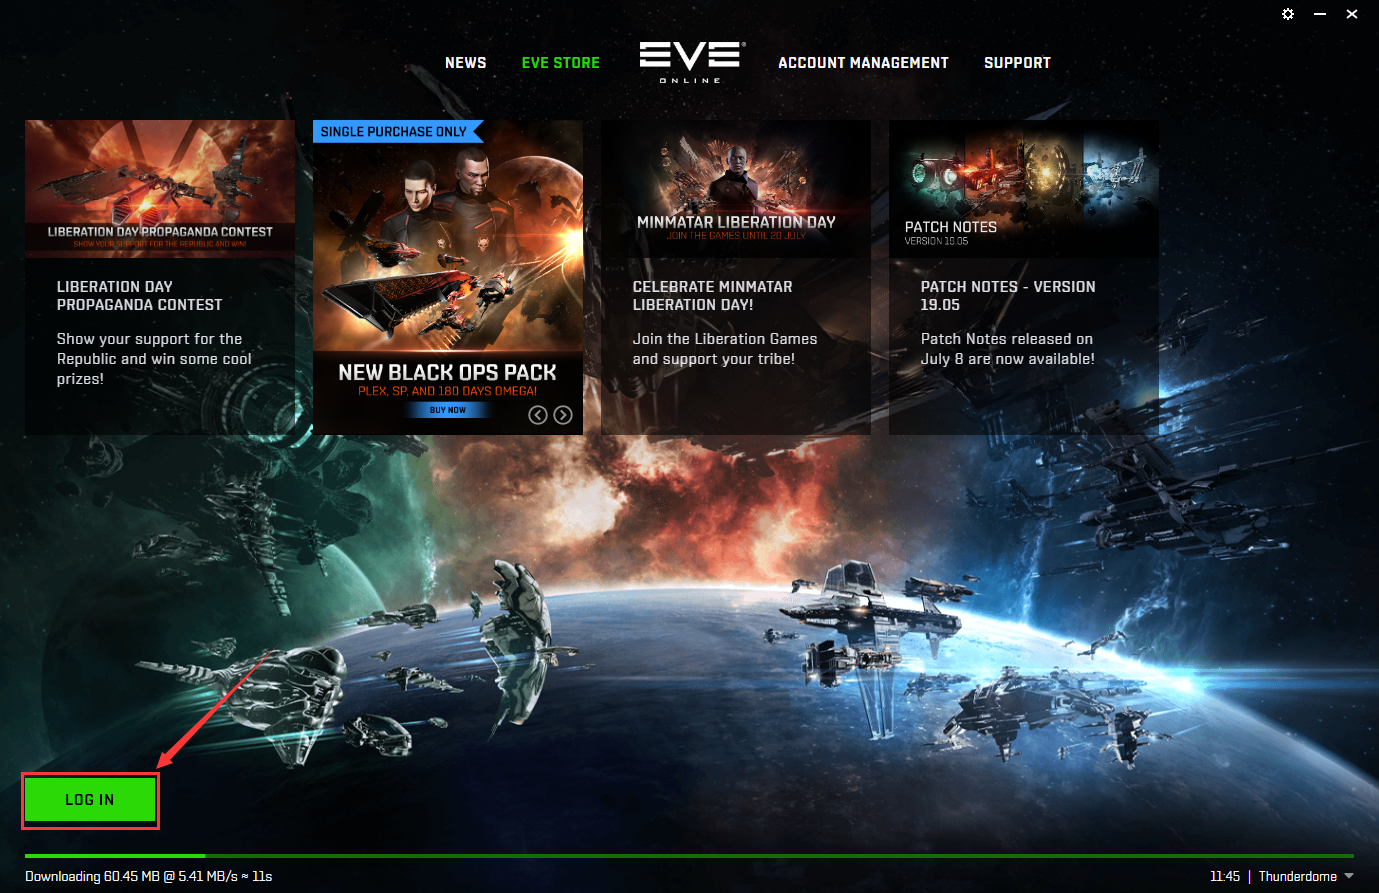 NEWS
EVE STORE
EVE
ONLINE
ACCOUNT MANAGEMENT
SUPPORT
LIBERATION DAY PROPAGANDA CONTEST
SHOW YOUR SUPPORT FOR THE REPUBLIC AND WIN!
LIBERATION DAY
PROPAGANDA CONTEST
Show your support for the
Republic and win some cool
prizes!
SINGLE PURCHASE ONLY
NEW BLACK OPS PACK
PLEX, SP, AND 180 DAYS OMEGA!
BUY NOW
MINMATAR LIBERATION DAY
JOIN THE GAMES UNTIL 20 JULY
CELEBRATE MINMATAR
LIBERATION DAY!
Join the Liberation Games
and support your tribe!
PATCH NOTES
VERSION 19.05
PATCH NOTES - VERSION
19.05
Patch Notes released on
July 8 are now available!
LOG IN
Downloading 60.45 MB @ 5.41 MB/s ≈ 11s
11:45 | Thunderdome